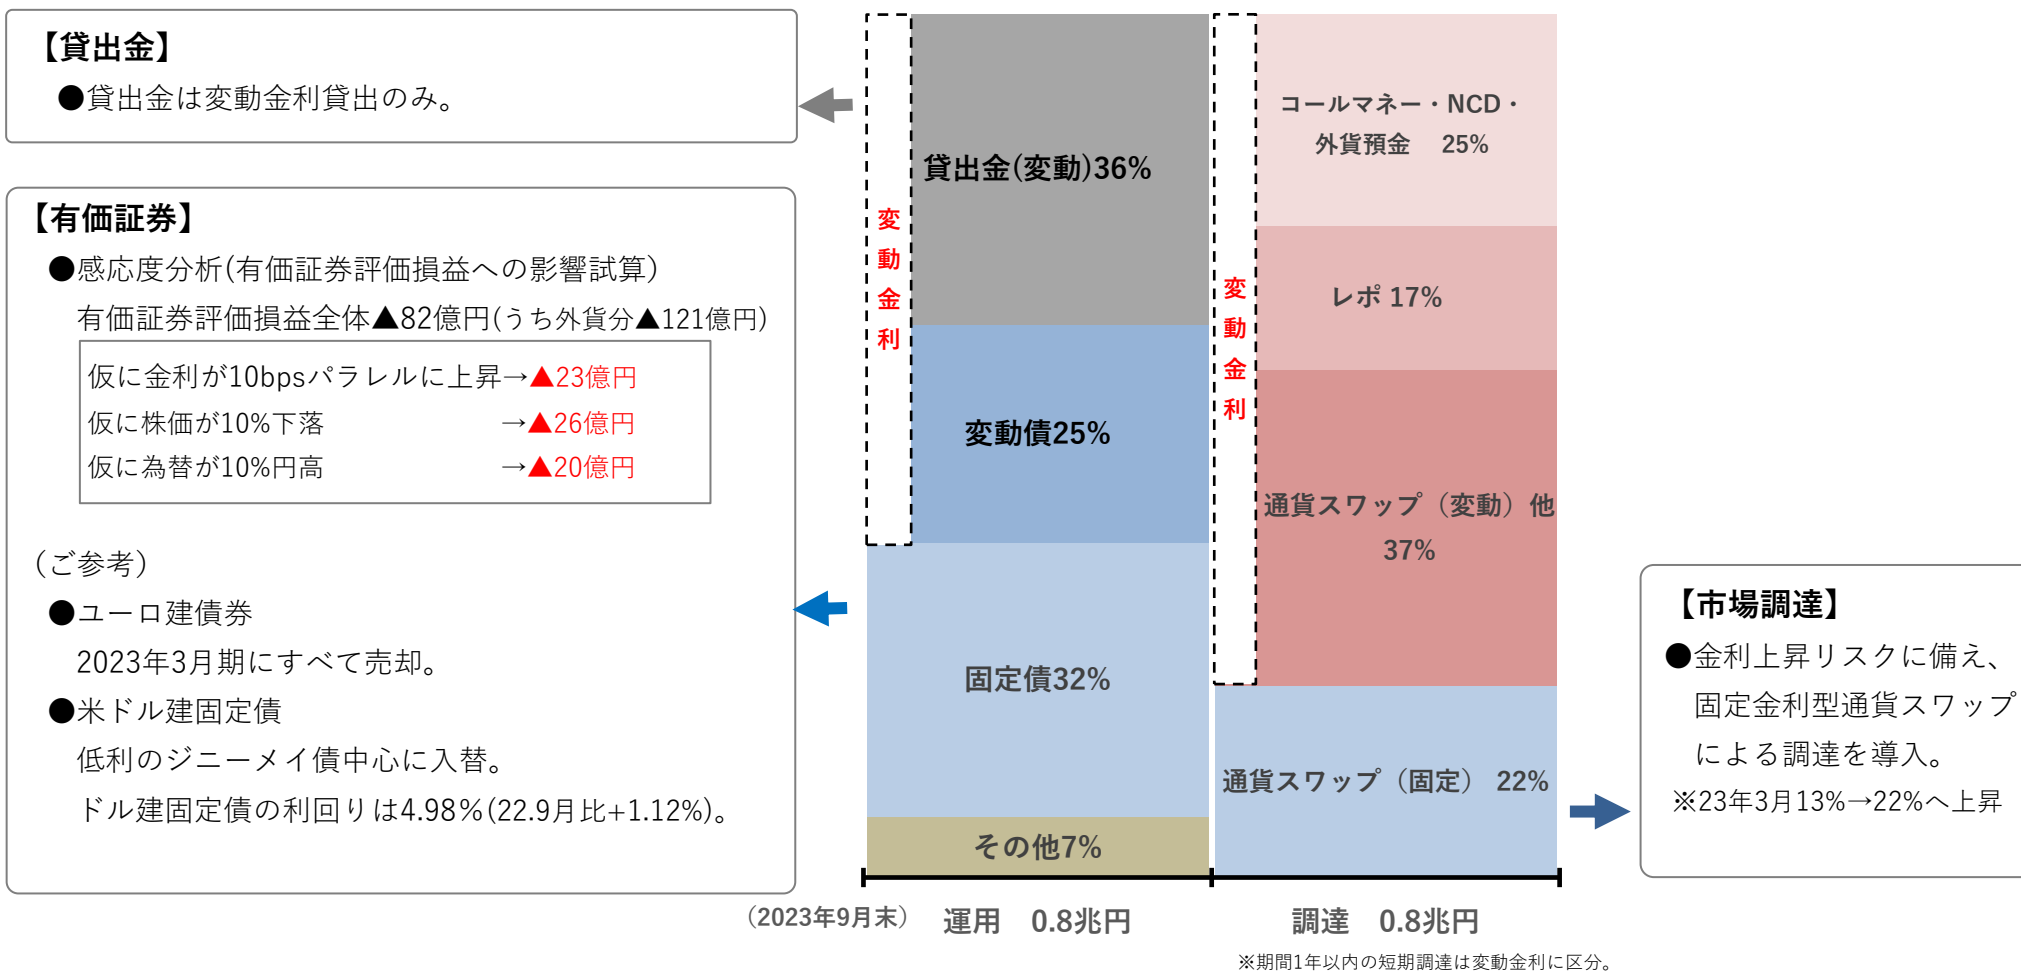 【貸出金】
●貸出金は変動金利貸出のみ。
【有価証券】
●感応度分析(有価証券評価損益への影響試算)
有価証券評価損益全体▲82億円(うち外貨分▲121億円)
仮に金利が10bpsパラレルに上昇→▲23億円
仮に株価が10%下落 →▲26億円
仮に為替が10%円高 →▲20億円
(ご参考)
●ユーロ建債券
2023年3月期にすべて売却。
●米ドル建固定債
低利のジニーメイ債中心に入替。
ドル建固定債の利回りは4.98%(22.9月比+1.12%)。
変動金利
貸出金(変動)36%
変動債25%
固定債32%
その他7%
変動金利
コールマネー・NCD・
外貨預金 25%
レポ 17%
通貨スワップ（変動）他
37%
通貨スワップ（固定） 22%
【市場調達】
●金利上昇リスクに備え、
固定金利型通貨スワップ
による調達を導入。
※23年3月13%→22%へ上昇
（2023年9月末） 運用 0.8兆円 調達 0.8兆円
※期間1年以内の短期調達は変動金利に区分。